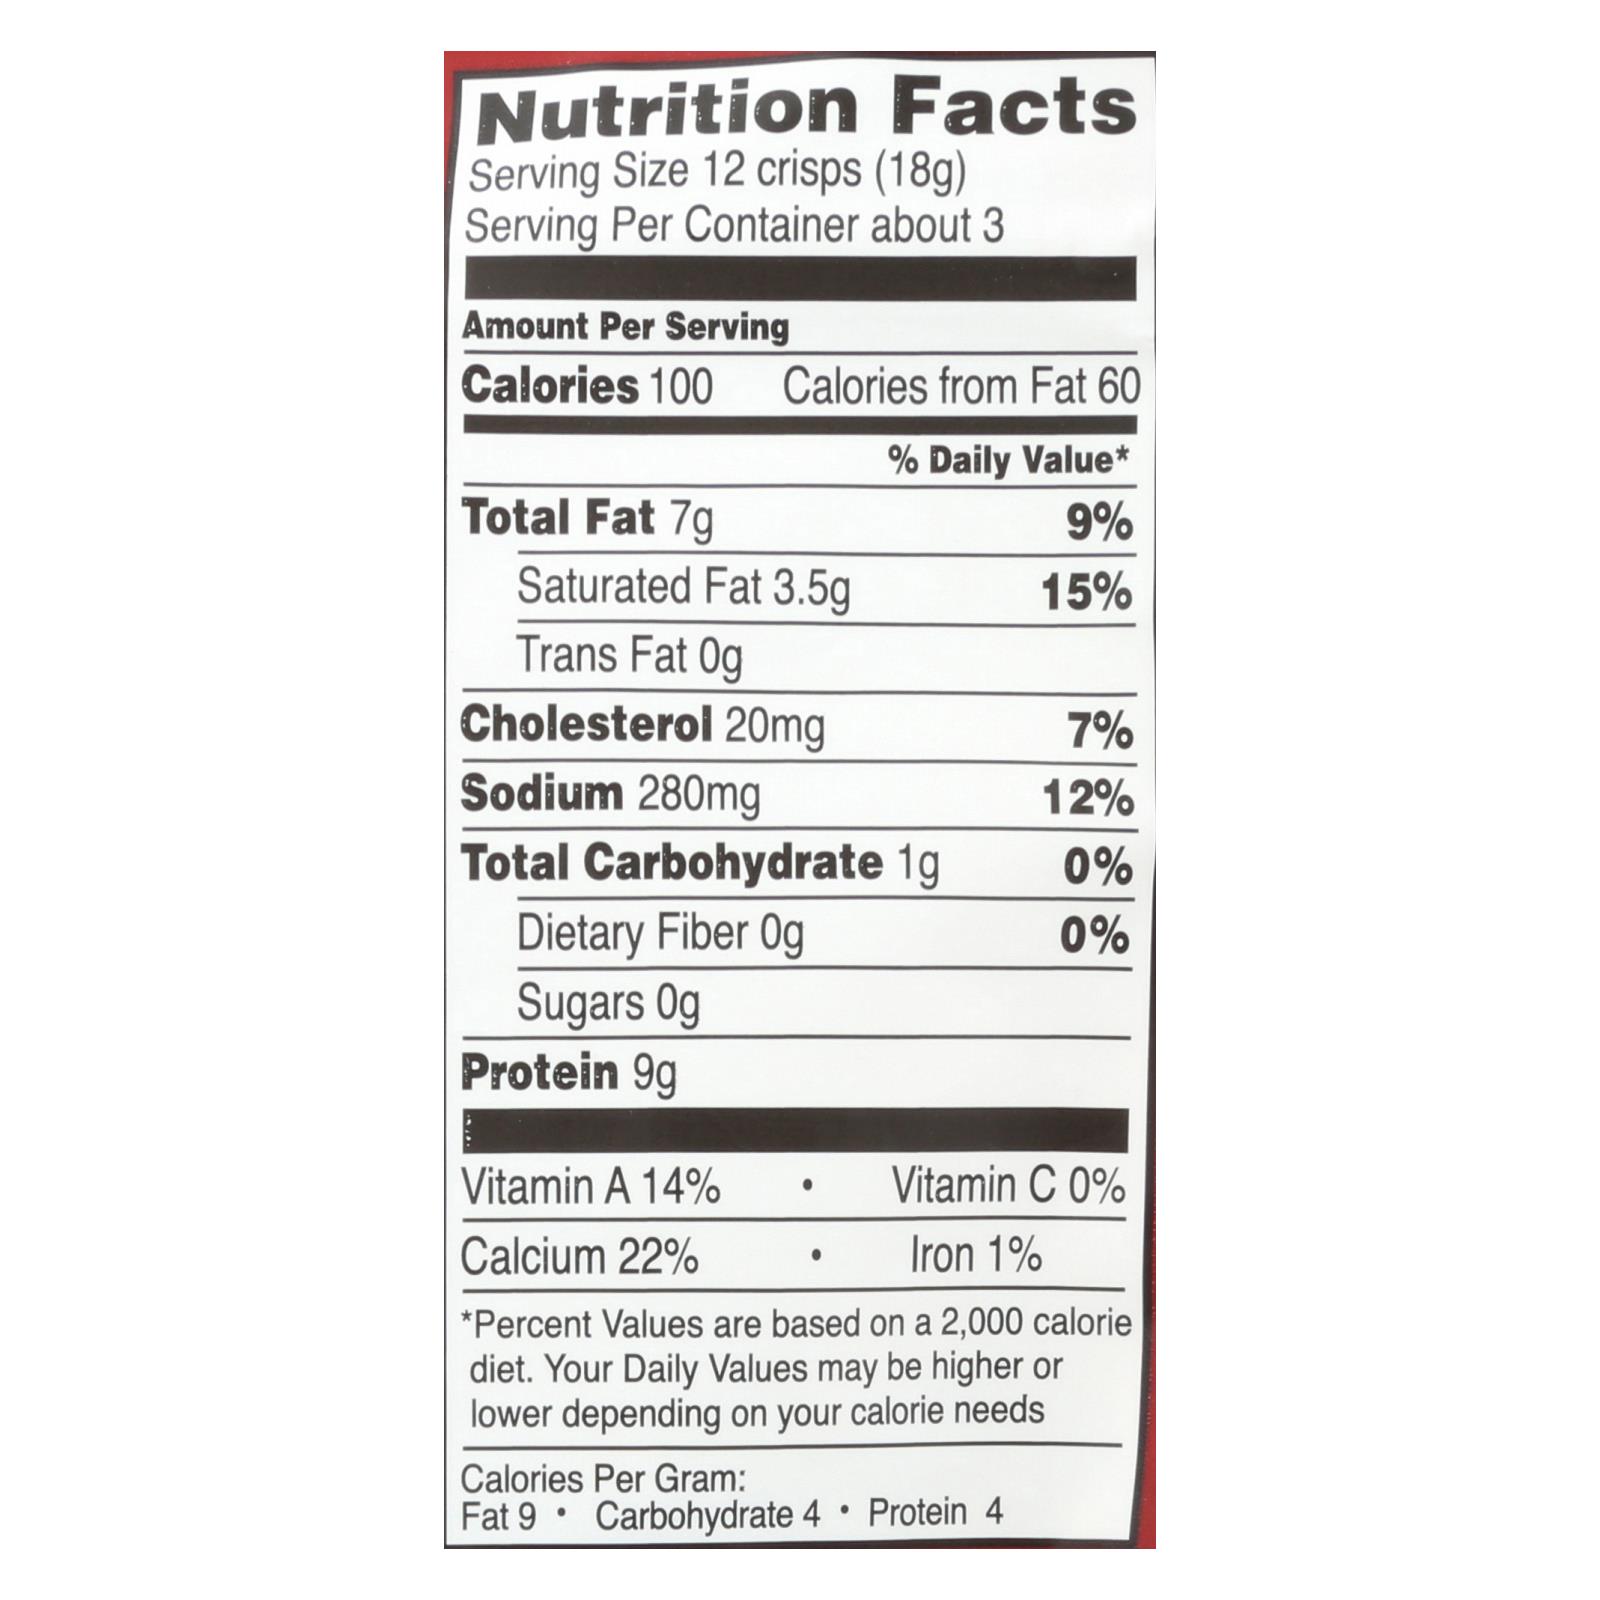 Nutrition Facts
Serving Size 12 crisps (18g)
Serving Per Container about 3
Amount Per Serving
Calories 100 Calories from Fat 60
% Daily Value*
Total Fat 7g 9%
Saturated Fat 3.5g 15%
Trans Fat 0g
Cholesterol 20mg 7%
Sodium 280mg 12%
Total Carbohydrate 1g 0%
Dietary Fiber 0g 0%
Sugars 0g
Protein 9g
Vitamin A 14% • Vitamin C 0%
Calcium 22% • Iron 1%
*Percent Values are based on a 2,000 calorie
diet. Your Daily Values may be higher or
lower depending on your calorie needs
Calories Per Gram:
Fat 9 • Carbohydrate 4 • Protein 4